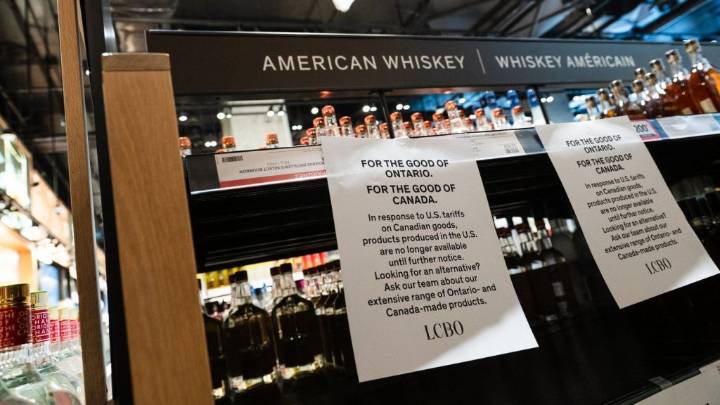 AMERICAN WHISKEY | WHISKEY AMÉRICAIN
FOR THE GOOD OF
ONTARIO.
FOR THE GOOD OF
CANADA.
In response to U.S. tariffs
on Canadian goods,
products produced in the U.S.
are no longer available
until further notice.
Looking for an alternative?
Ask our team about our
extensive range of Ontario- and
Canada-made products.
LCBO
FOR THE GOOD OF
ONTARIO.
FOR THE GOOD OF
CANADA.
In response to U.S. tariffs
on Canadian goods,
products produced in the U.S.
are no longer available
until further notice.
Looking for an alternative?
Ask our team about our
extensive range of Ontario- and
Canada-made products.
LCBO